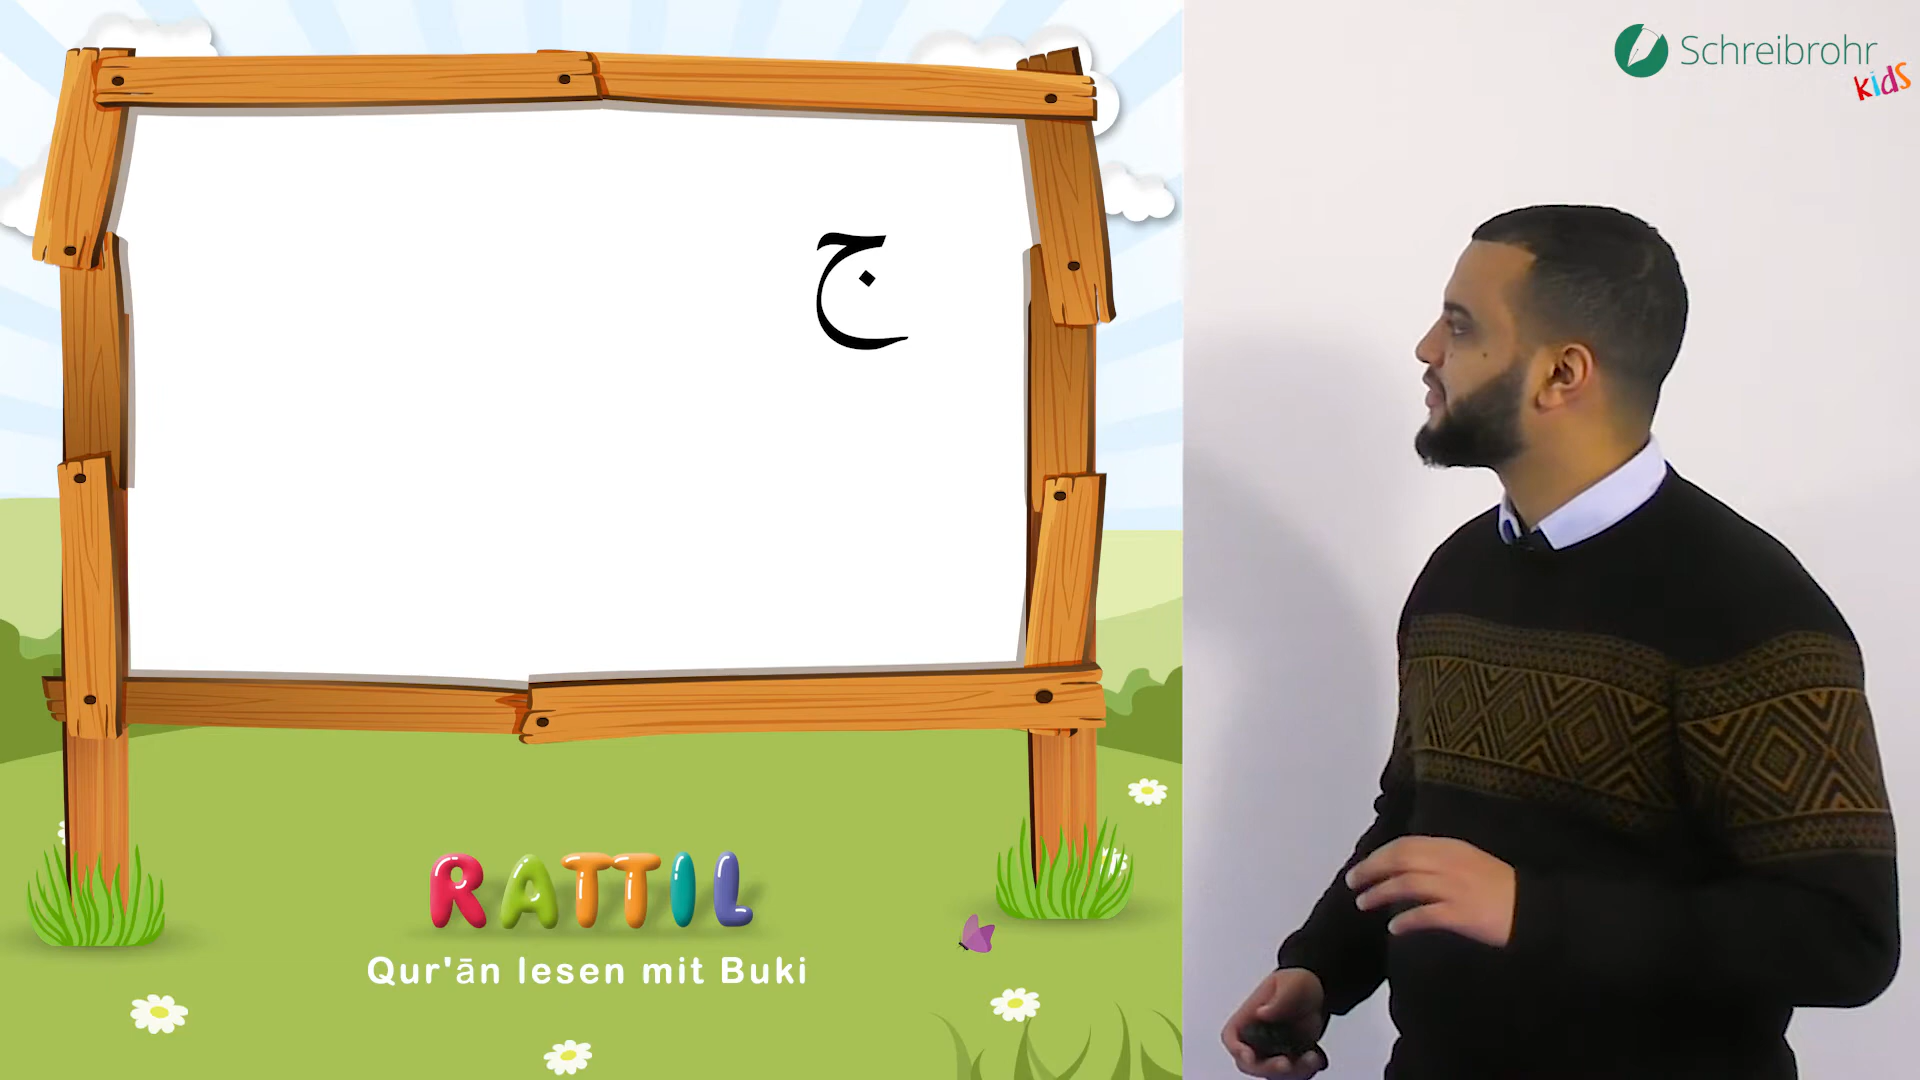 Schreibrohr
kids
ج
RATTIL
Qur'ān lesen mit Buki